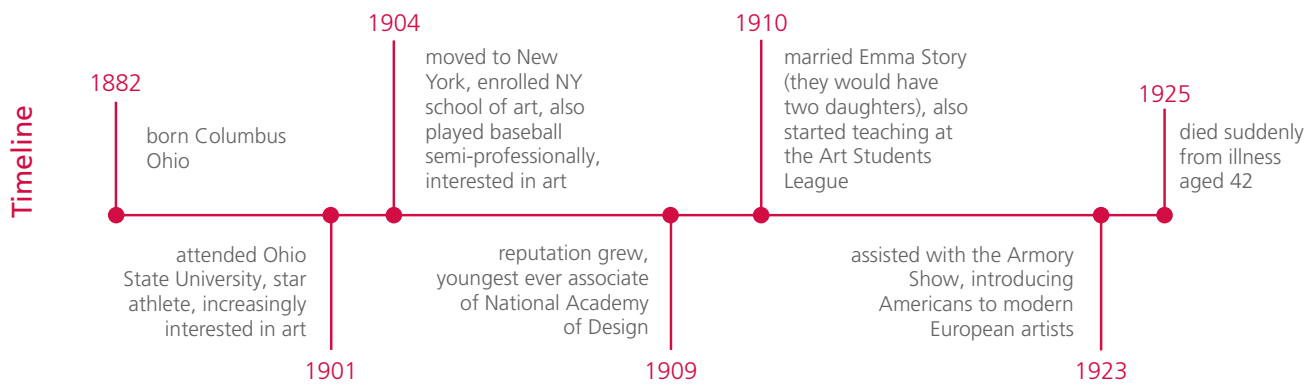 Timeline
1882
born Columbus
Ohio
attended Ohio
State University, star
athlete, increasingly
interested in art
1901
1904
moved to New
York, enrolled NY
school of art, also
played baseball
semi-professionally,
interested in art
reputation grew,
youngest ever associate
of National Academy
of Design
1909
1910
married Emma Story
(they would have
two daughters), also
started teaching at
the Art Students
League
assisted with the Armory
Show, introducing
Americans to modern
European artists
1923
1925
died suddenly
from illness
aged 42